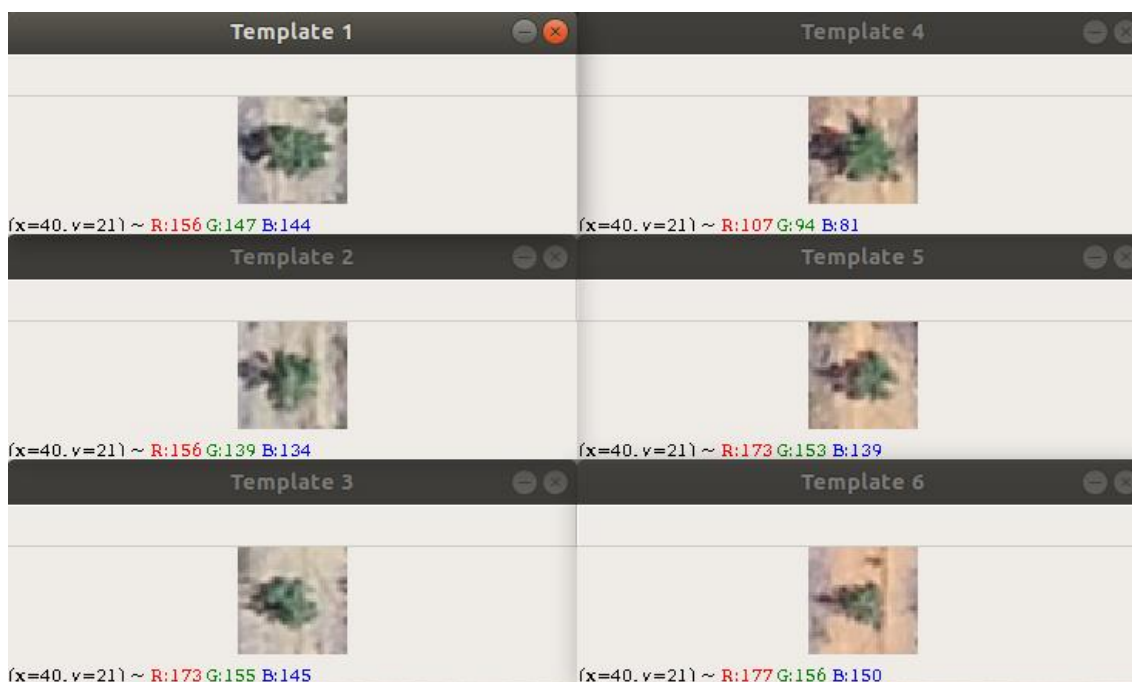 Template 1
(x=40, y=21) ~ R:156 G:147 B:144
Template 2
(x=40, y=21) ~ R:156 G:139 B:134
Template 3
(x=40, y=21) ~ R:173 G:155 B:145
Template 4
(x=40, y=21) ~ R:107 G:94 B:81
Template 5
(x=40, y=21) ~ R:173 G:153 B:139
Template 6
(x=40, y=21) ~ R:177 G:156 B:150